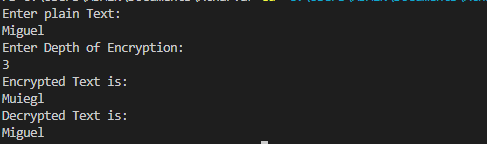 Enter plain Text:
Miguel
Enter Depth of Encryption:
3
Encrypted Text is:
Muiegl
Decrypted Text is:
Miguel